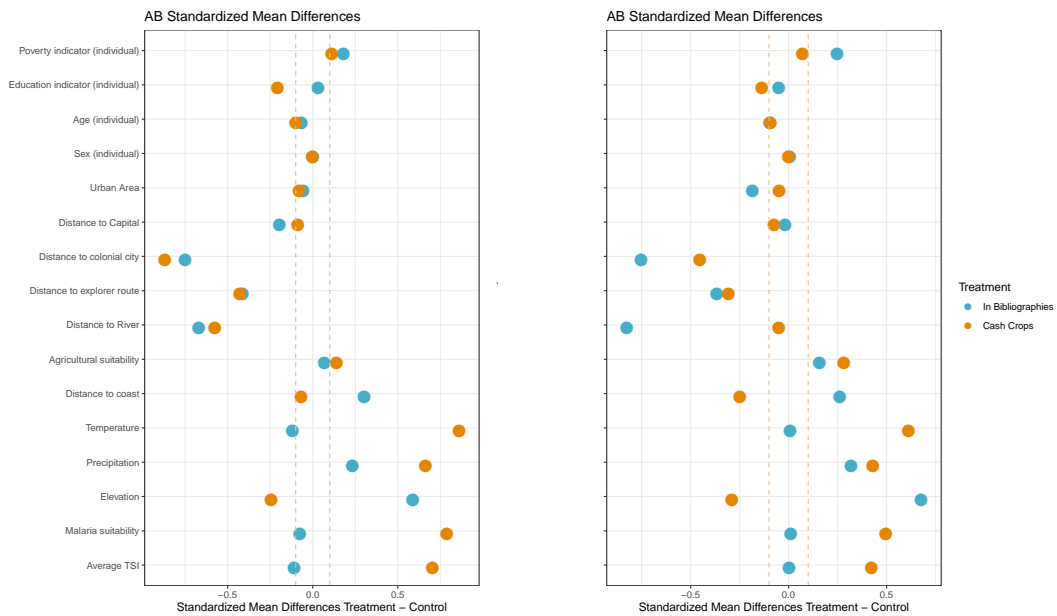 AB Standardized Mean Differences
Poverty indicator (individual)
Education indicator (individual)
Age (individual)
Sex (individual)
Urban Area
Distance to Capital
Distance to colonial city
Distance to explorer route
Distance to River
Agricultural suitability
Distance to coast
Temperature
Precipitation
Elevation
Malaria suitability
Average TSI
−0.5 0.0 0.5
Standardized Mean Differences Treatment − Control
AB Standardized Mean Differences
−0.5 0.0 0.5
Standardized Mean Differences Treatment − Control
Treatment
In Bibliographies
Cash Crops